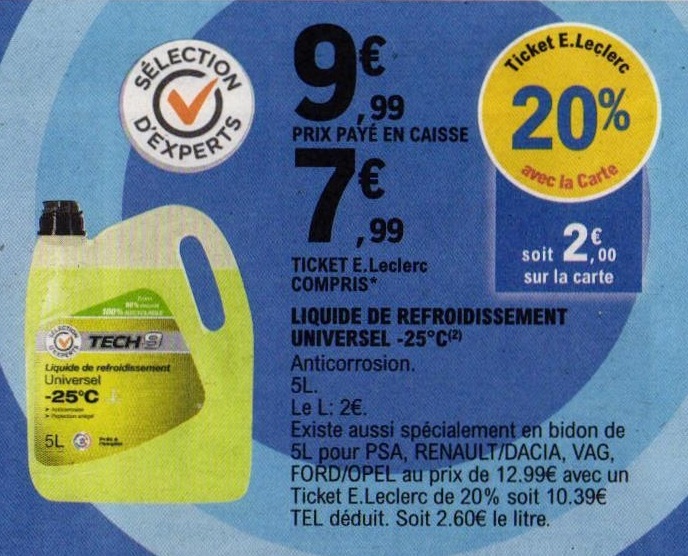 SÉLECTION
D'EXPERTS
9€,99
PRIX PAYÉ EN CAISSE
7€,99
TICKET E.Leclerc
COMPRIS*
Ticket E.Leclerc
20%
avec la Carte
soit 2€,00
sur la carte
LIQUIDE DE REFROIDISSEMENT
UNIVERSEL -25°C(2)
Anticorrosion.
5L.
Le L: 2€.
Existe aussi spécialement en bidon de
5L pour PSA, RENAULT/DACIA, VAG,
FORD/OPEL au prix de 12.99€ avec un
Ticket E.Leclerc de 20% soit 10.39€
TEL déduit. Soit 2.60€ le litre.
100%
TECH9
Liquide de refroidissement
Universel
-25°C
5L